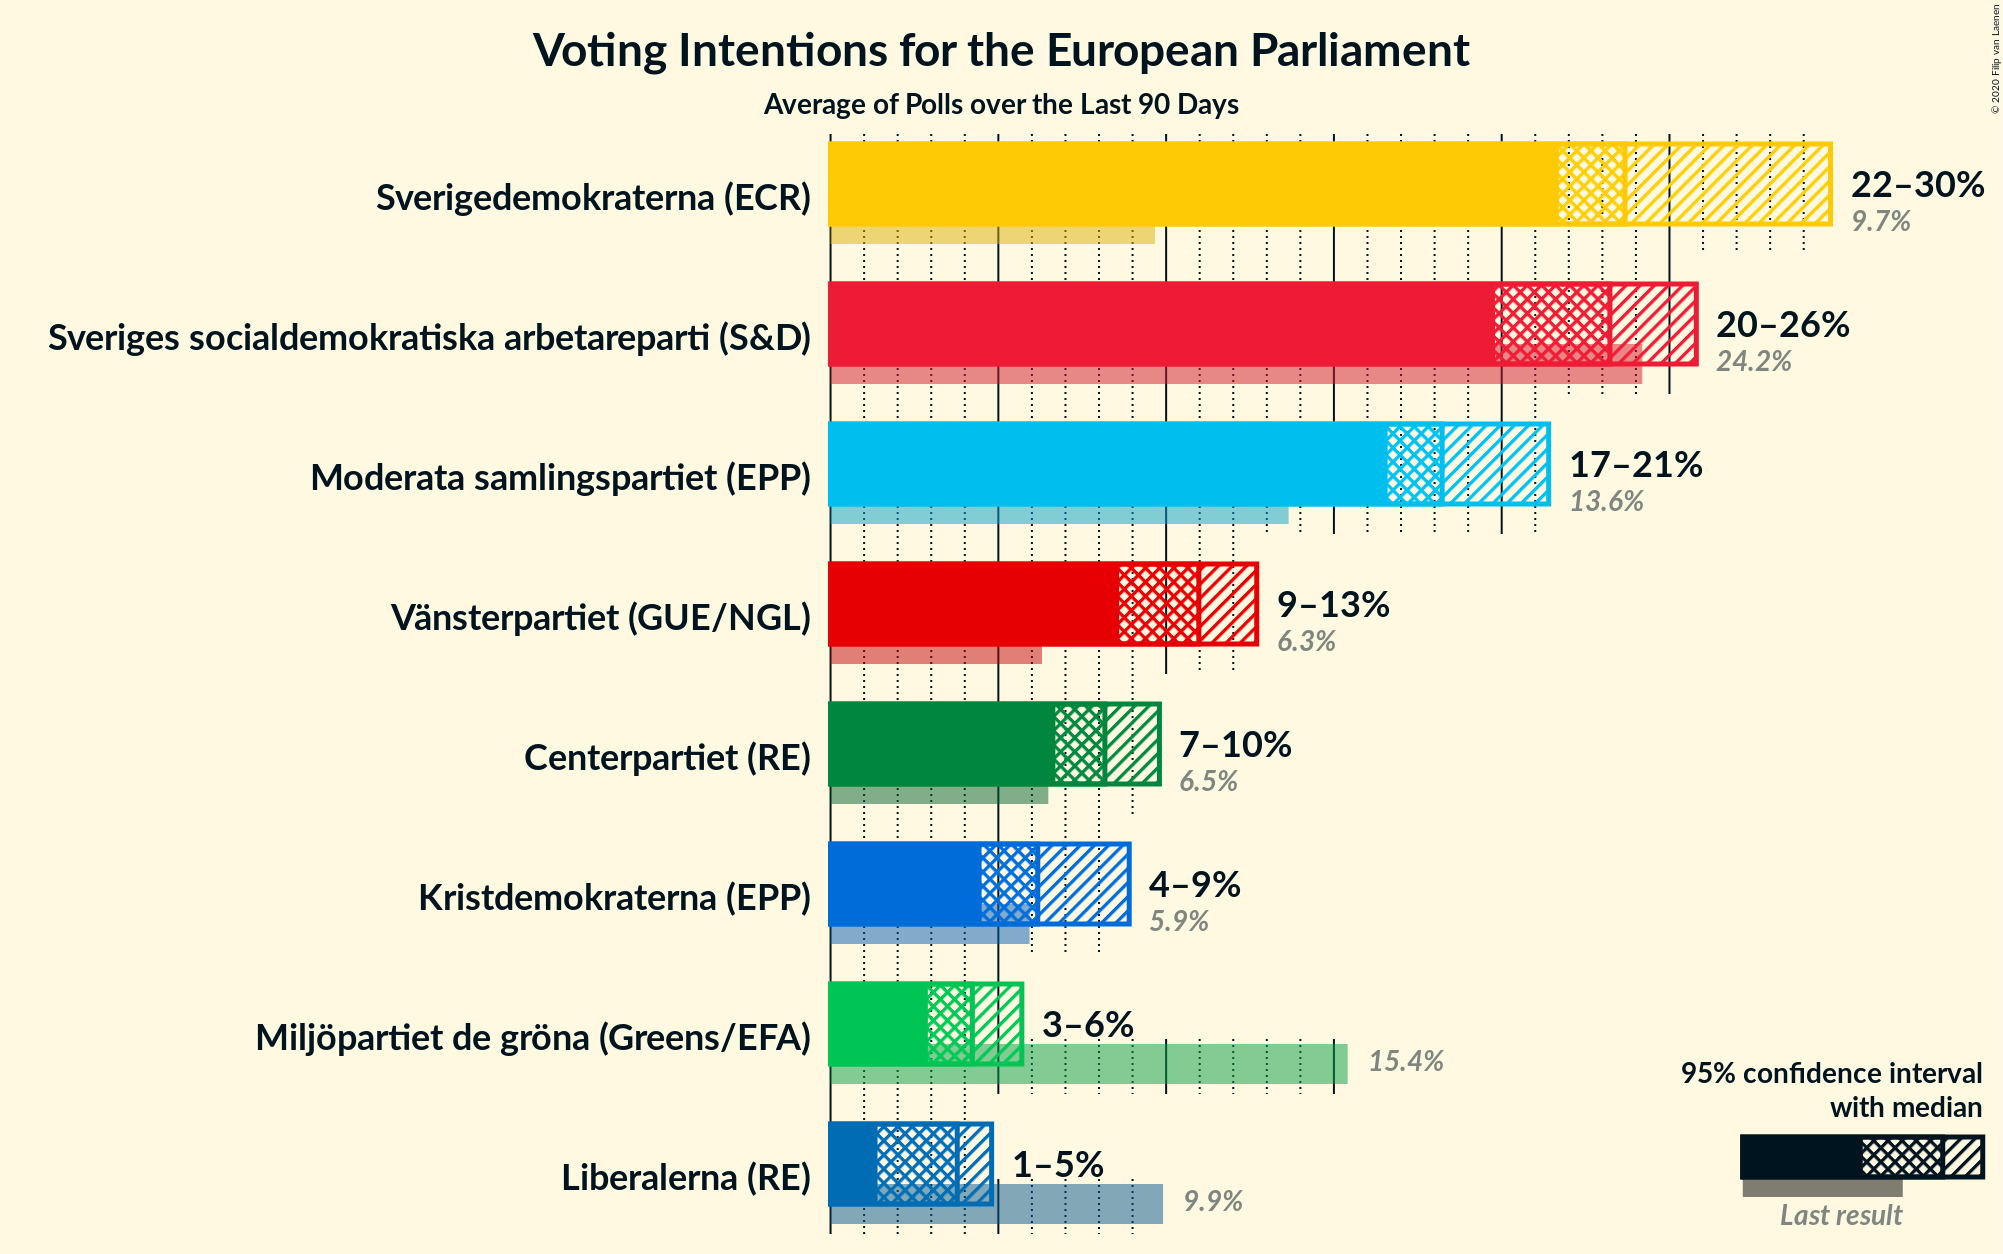 Voting Intentions for the European Parliament
Average of Polls over the Last 90 Days
© 2020 Filip van Laenen
Sverigedemokraterna (ECR)
22–30%
9.7%
Sveriges socialdemokratiska arbetareparti (S&D)
20–26%
24.2%
Moderata samlingspartiet (EPP)
17–21%
13.6%
Vänsterpartiet (GUE/NGL)
9–13%
6.3%
Centerpartiet (RE)
7–10%
6.5%
Kristdemokraterna (EPP)
4–9%
5.9%
Miljöpartiet de gröna (Greens/EFA)
3–6%
15.4%
Liberalerna (RE)
1–5%
9.9%
95% confidence interval
with median
Last result